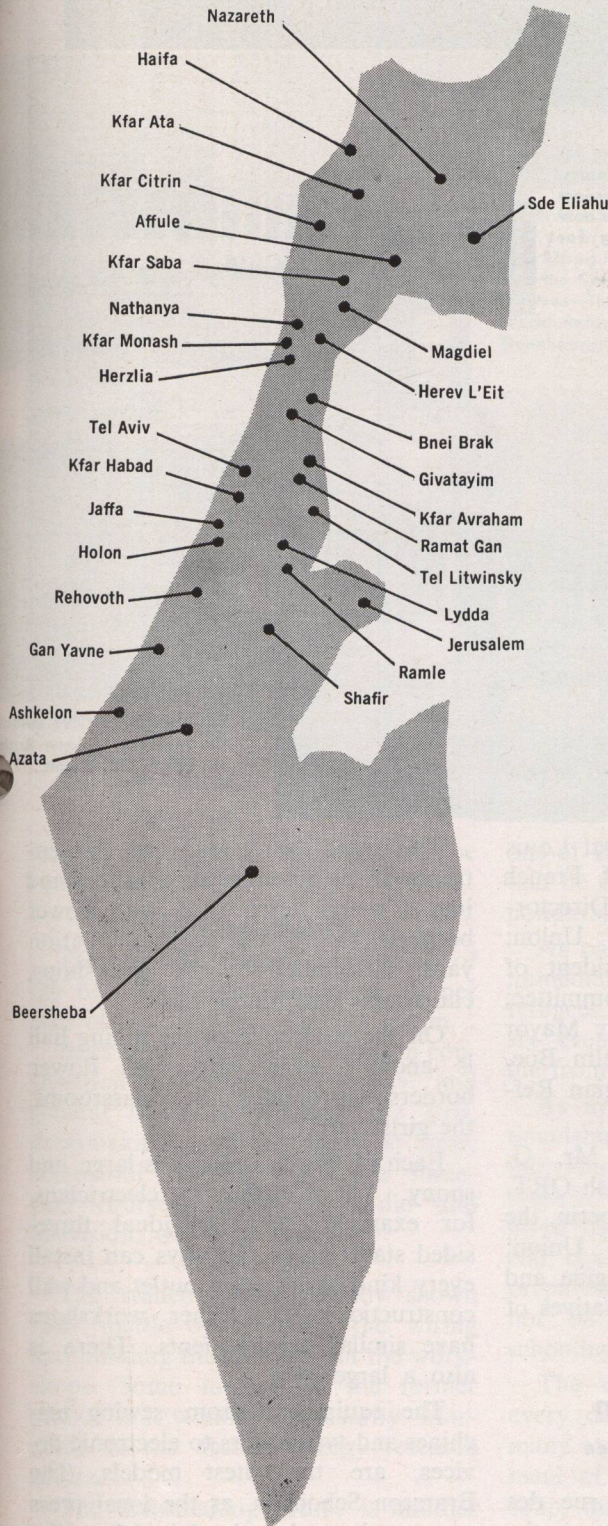 Nazareth
Haifa
Kfar Ata
Kfar Citrin
Sde Eliahu
Affule
Kfar Saba
Nathanya
Kfar Monash
Magdiel
Herzlia
Herev L'Eit
Tel Aviv
Bnei Brak
Kfar Habad
Givatayim
Jaffa
Kfar Avraham
Holon
Ramat Gan
Tel Litwinsky
Rehovoth
Lydda
Gan Yavne
Jerusalem
Ramle
Shafir
Ashkelon
Azata
Beersheba